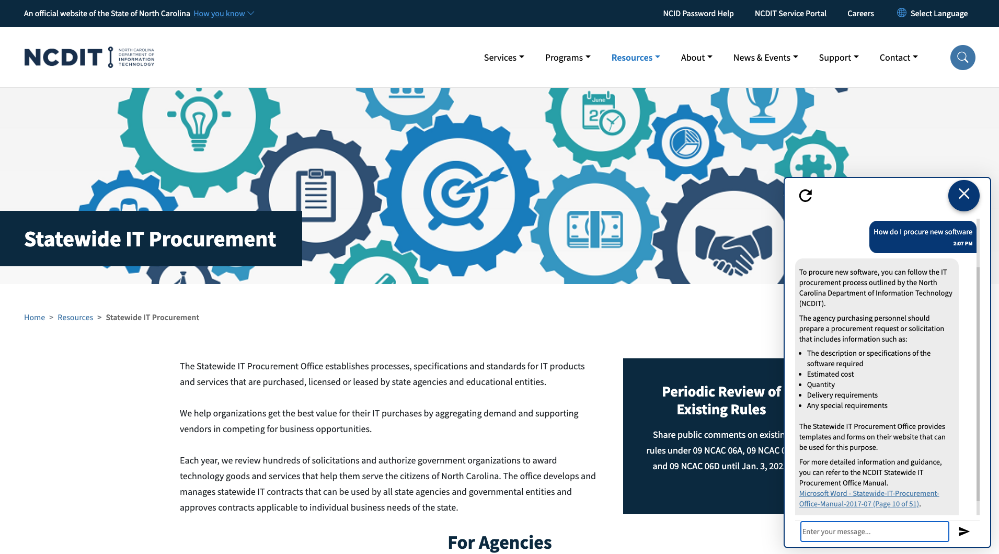 An official website of the State of North Carolina How you know
NCID Password Help
NCDIT Service Portal
Careers
Select Language
NCDIT
NORTH CAROLINA
DEPARTMENT OF
INFORMATION
TECHNOLOGY
Services
Programs
Resources
About
News & Events
Support
Contact
June
Statewide IT Procurement
Home > Resources > Statewide IT Procurement
The Statewide IT Procurement Office establishes processes, specifications and standards for IT products
and services that are purchased, licensed or leased by state agencies and educational entities.
We help organizations get the best value for their IT purchases by aggregating demand and supporting
vendors in competing for business opportunities.
Each year, we review hundreds of solicitations and authorize government organizations to award
technology goods and services that help them serve the citizens of North Carolina. The office develops and
manages statewide IT contracts that can be used by all state agencies and governmental entities and
approves contracts applicable to individual business needs of the state.
For Agencies
Periodic Review of
Existing Rules
Share public comments on
rules under 09 NCAC 06A, 09 NCAC
and 09 NCAC 06D until Jan. 3,
How do I procure new software
2:07 PM
To procure new software, you can follow the IT
procurement process outlined by the North
Carolina Department of Information Technology
(NCDIT).
The agency purchasing personnel should
prepare a procurement request or solicitation
that includes information such as:
• The description or specifications of the
software required
• Estimated cost
• Quantity
• Delivery requirements
• Any special requirements
The Statewide IT Procurement Office provides
templates and forms on their website that can
be used for this purpose.
For more detailed information and guidance,
you can refer to the NCDIT Statewide IT
Procurement Office Manual.
Microsoft Word - Statewide-IT-Procurement-
Office-Manual-2017-07 (Page 10 of 51).
Enter your message...